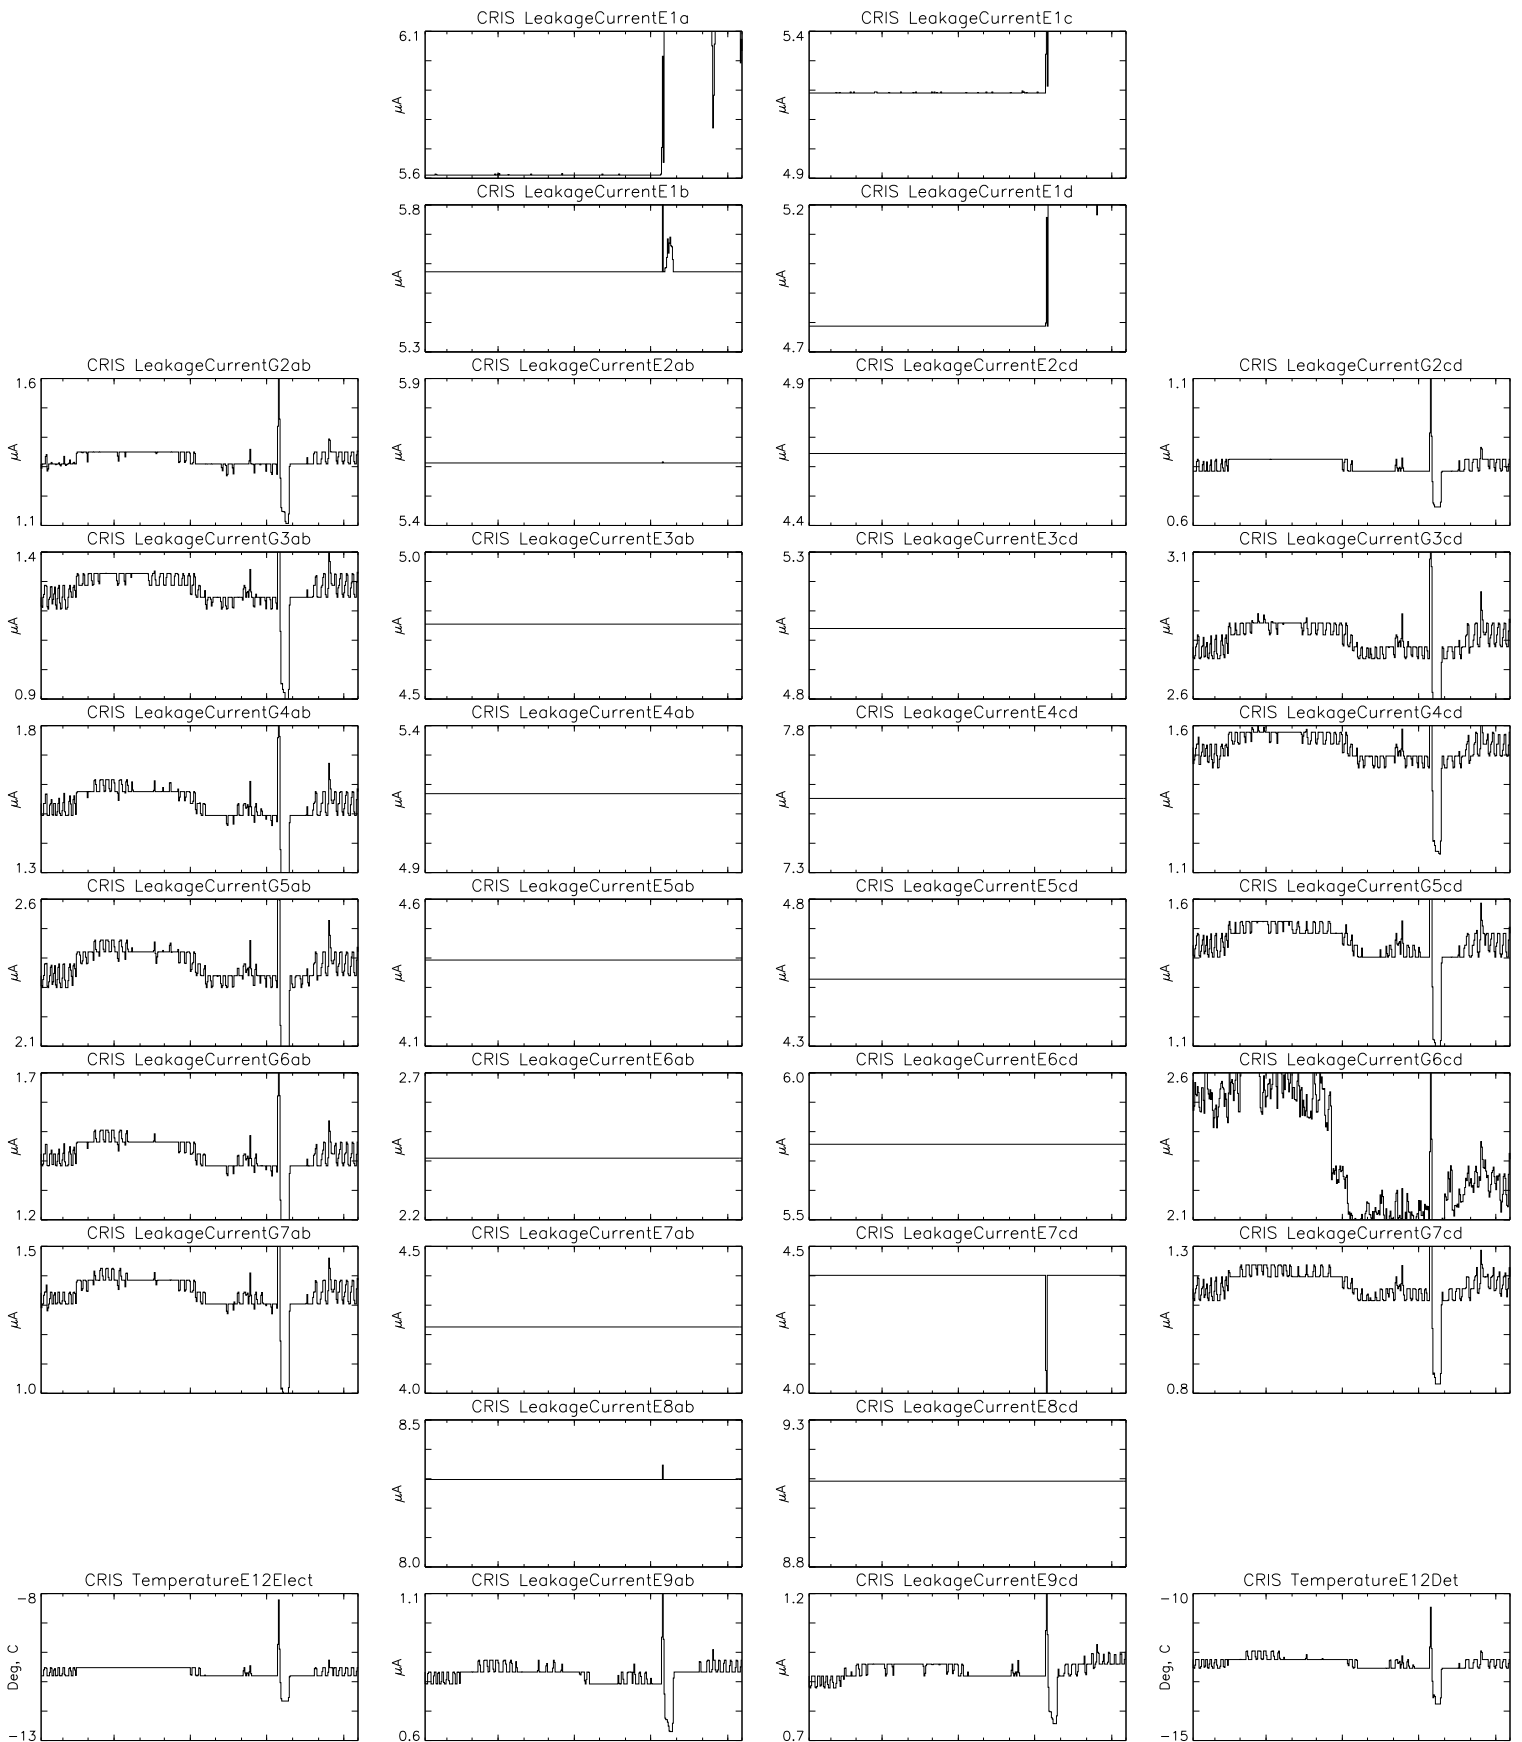 CRIS LeakageCurrentE1a CRIS LeakageCurrentE1c
6.1 5.4
μA μA
5.6 4.9
CRIS LeakageCurrentE1b CRIS LeakageCurrentE1d
5.8 5.2
μA μA
5.3 4.7
CRIS LeakageCurrentG2ab CRIS LeakageCurrentE2ab CRIS LeakageCurrentE2cd CRIS LeakageCurrentG2cd
1.6 5.9 4.9 1.1
μA μA μA μA
1.1 5.4 4.4 0.6
CRIS LeakageCurrentG3ab CRIS LeakageCurrentE3ab CRIS LeakageCurrentE3cd CRIS LeakageCurrentG3cd
1.4 5.0 5.3 3.1
μA μA μA μA
0.9 4.5 4.8 2.6
CRIS LeakageCurrentG4ab CRIS LeakageCurrentE4ab CRIS LeakageCurrentE4cd CRIS LeakageCurrentG4cd
1.8 5.4 7.8 1.6
μA μA μA μA
1.3 4.9 7.3 1.1
CRIS LeakageCurrentG5ab CRIS LeakageCurrentE5ab CRIS LeakageCurrentE5cd CRIS LeakageCurrentG5cd
2.6 4.6 4.8 1.6
μA μA μA μA
2.1 4.1 4.3 1.1
CRIS LeakageCurrentG6ab CRIS LeakageCurrentE6ab CRIS LeakageCurrentE6cd CRIS LeakageCurrentG6cd
1.7 2.7 6.0 2.6
μA μA μA μA
1.2 2.2 5.5 2.1
CRIS LeakageCurrentG7ab CRIS LeakageCurrentE7ab CRIS LeakageCurrentE7cd CRIS LeakageCurrentG7cd
1.5 4.5 4.5 1.3
μA μA μA μA
1.0 4.0 4.0 0.8
CRIS LeakageCurrentE8ab CRIS LeakageCurrentE8cd
8.5 9.3
μA μA
8.0 8.8
CRIS TemperatureE12Elect CRIS LeakageCurrentE9ab CRIS LeakageCurrentE9cd CRIS TemperatureE12Det
-8 1.1 1.2 -10
Deg, C μA μA Deg, C
-13 0.6 0.7 -15